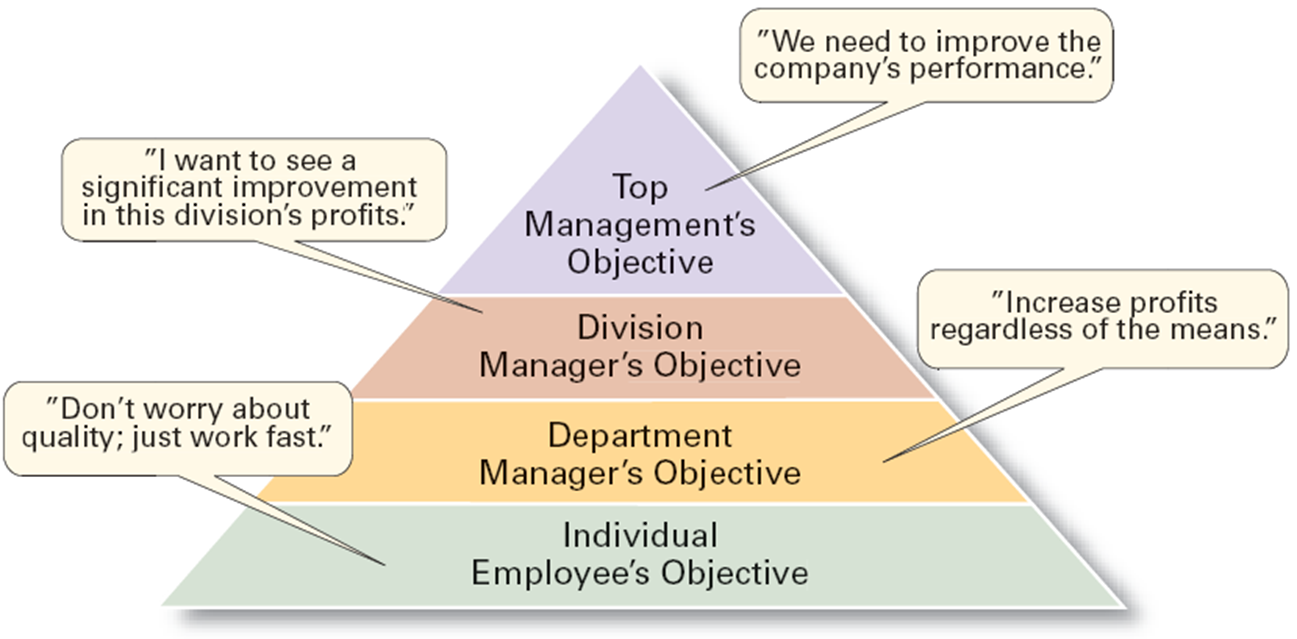 ”We need to improve the
company’s performance.”
”I want to see a
significant improvement
in this division’s profits.”
Top
Management’s
Objective
”Increase profits
regardless of the means.”
Division
Manager’s Objective
”Don’t worry about
quality; just work fast.”
Department
Manager’s Objective
Individual
Employee’s Objective